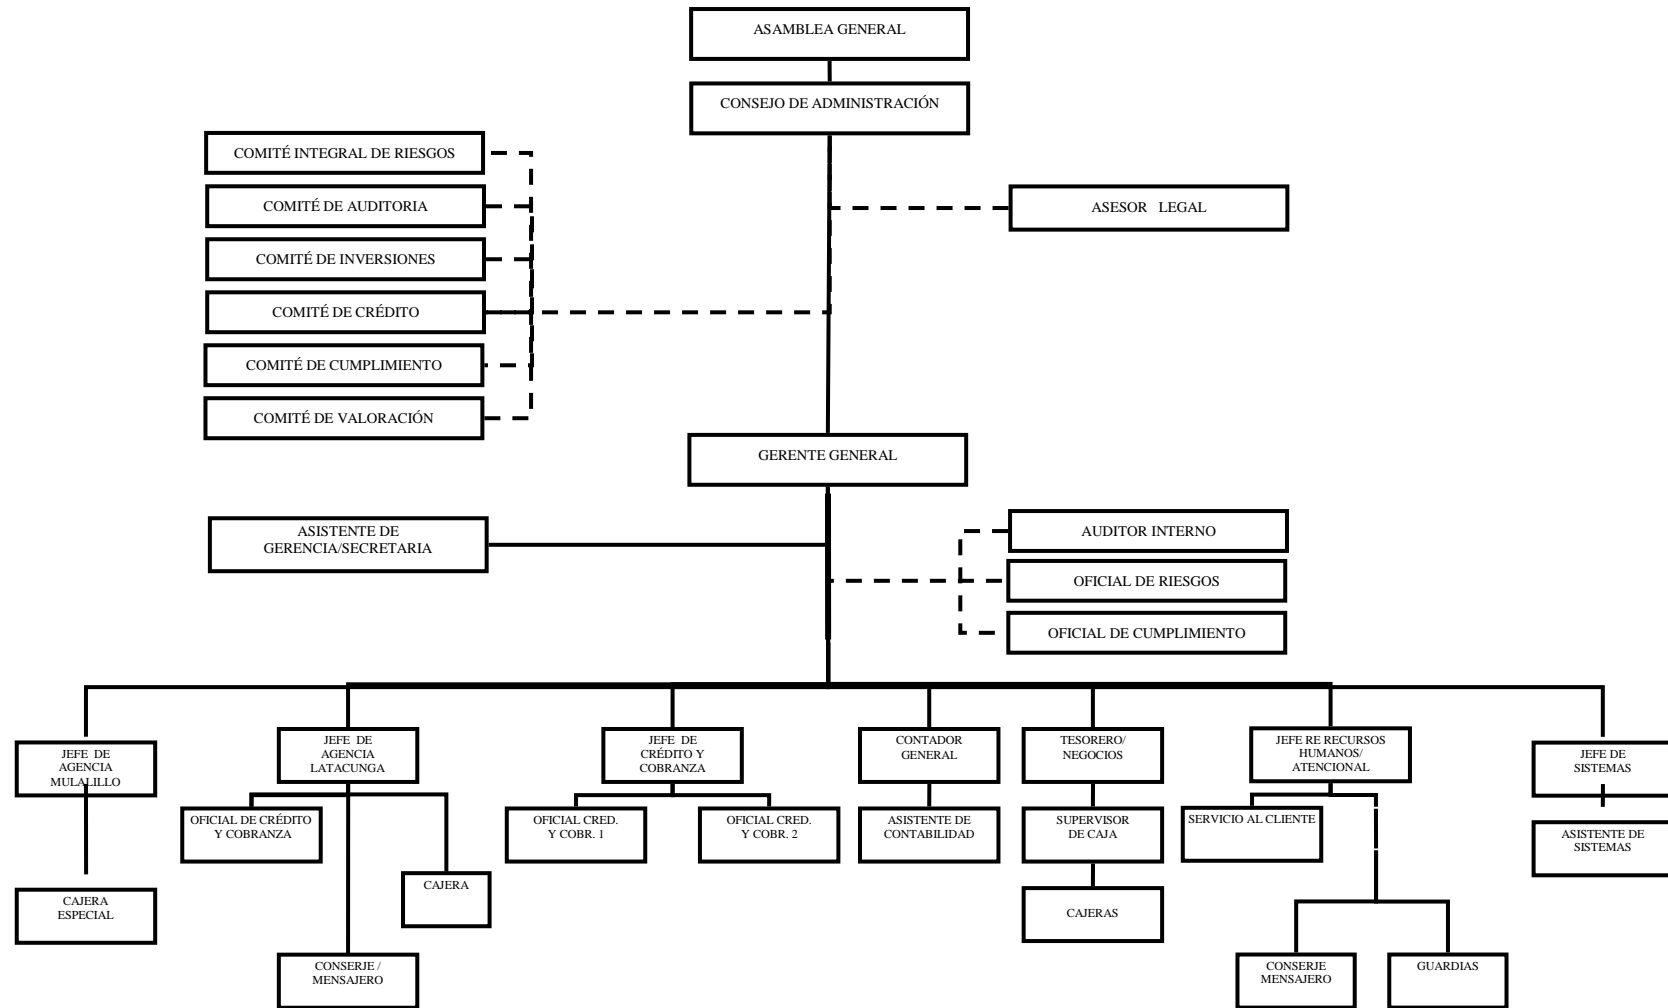 ASAMBLEA GENERAL
CONSEJO DE ADMINISTRACIÓN
COMITÉ INTEGRAL DE RIESGOS
COMITÉ DE AUDITORIA
ASESOR LEGAL
COMITÉ DE INVERSIONES
COMITÉ DE CRÉDITO
COMITÉ DE CUMPLIMIENTO
COMITÉ DE VALORACIÓN
GERENTE GENERAL
ASISTENTE DE
GERENCIA/SECRETARIA
AUDITOR INTERNO
OFICIAL DE RIESGOS
OFICIAL DE CUMPLIMIENTO
JEFE DE
AGENCIA
MULALILLO
JEFE DE
AGENCIA
LATACUNGA
JEFE DE
CRÉDITO Y
COBRANZA
CONTADOR
GENERAL
TESORERO/
NEGOCIOS
JEFE RE RECURSOS
HUMANOS/
ATENCIONAL
JEFE DE
SISTEMAS
OFICIAL DE CRÉDITO
Y COBRANZA
OFICIAL CRED.
Y COBR. 1
OFICIAL CRED.
Y COBR. 2
ASISTENTE DE
CONTABILIDAD
SUPERVISOR
DE CAJA
SERVICIO AL CLIENTE
ASISTENTE DE
SISTEMAS
CAJERA
ESPECIAL
CAJERA
CAJERAS
CONSERJE /
MENSAJERO
CONSERJE
MENSAJERO
GUARDIAS